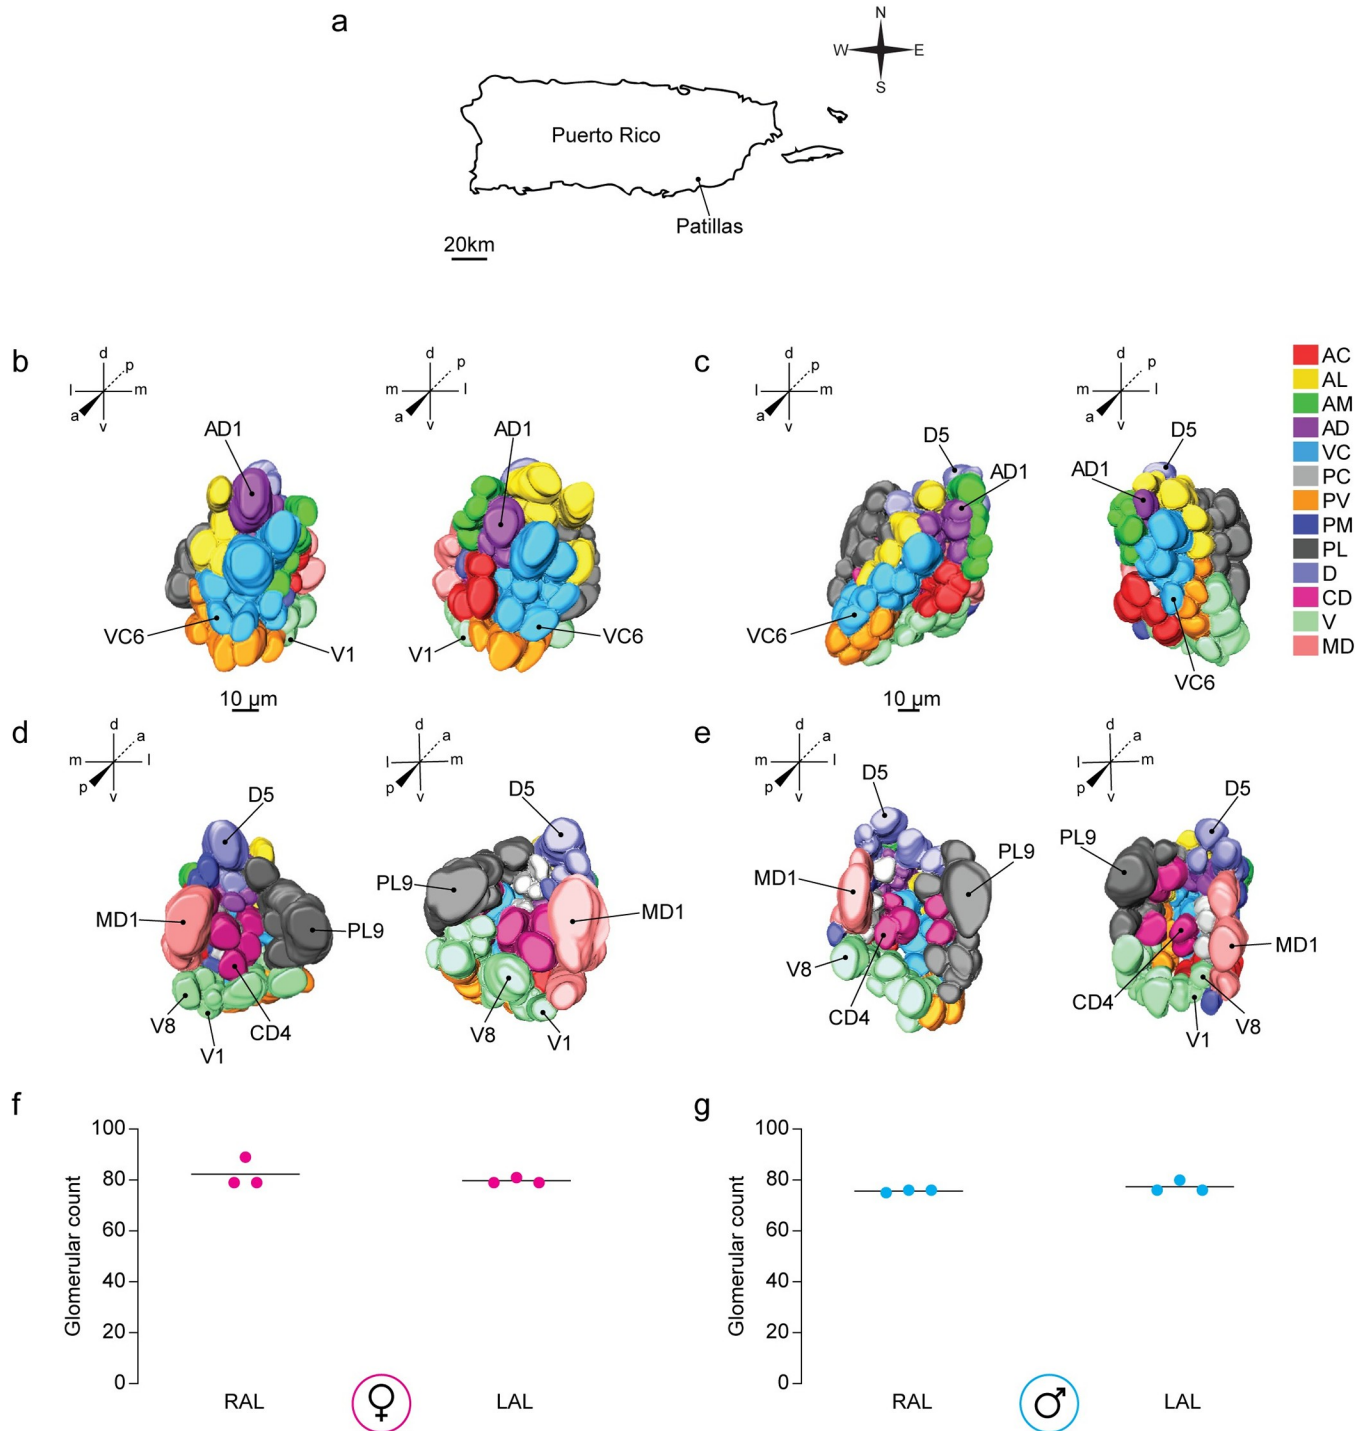 a
N
W E
S
Puerto Rico
Patillas
20km
b
d
p
l m
a
v
AD1
VC6
V1
d
p
m l
a
v
AD1
V1
VC6
10 µm
c
d
p
l m
a
v
D5
AD1
VC6
d
p
m l
a
v
D5
AD1
VC6
10 µm
AC
AL
AM
AD
VC
PC
PV
PM
PL
D
CD
V
MD
d
d
a
m l
p
v
D5
MD1
PL9
V8
V1
CD4
d
a
l m
p
v
D5
PL9
MD1
V8
V1
e
d
a
m l
p
v
D5
MD1
PL9
V8
CD4
d
a
l m
p
v
D5
PL9
MD1
CD4
V1
V8
f
Glomerular count
100
80
60
40
20
0
RAL
♀
LAL
g
Glomerular count
100
80
60
40
20
0
RAL
♂
LAL